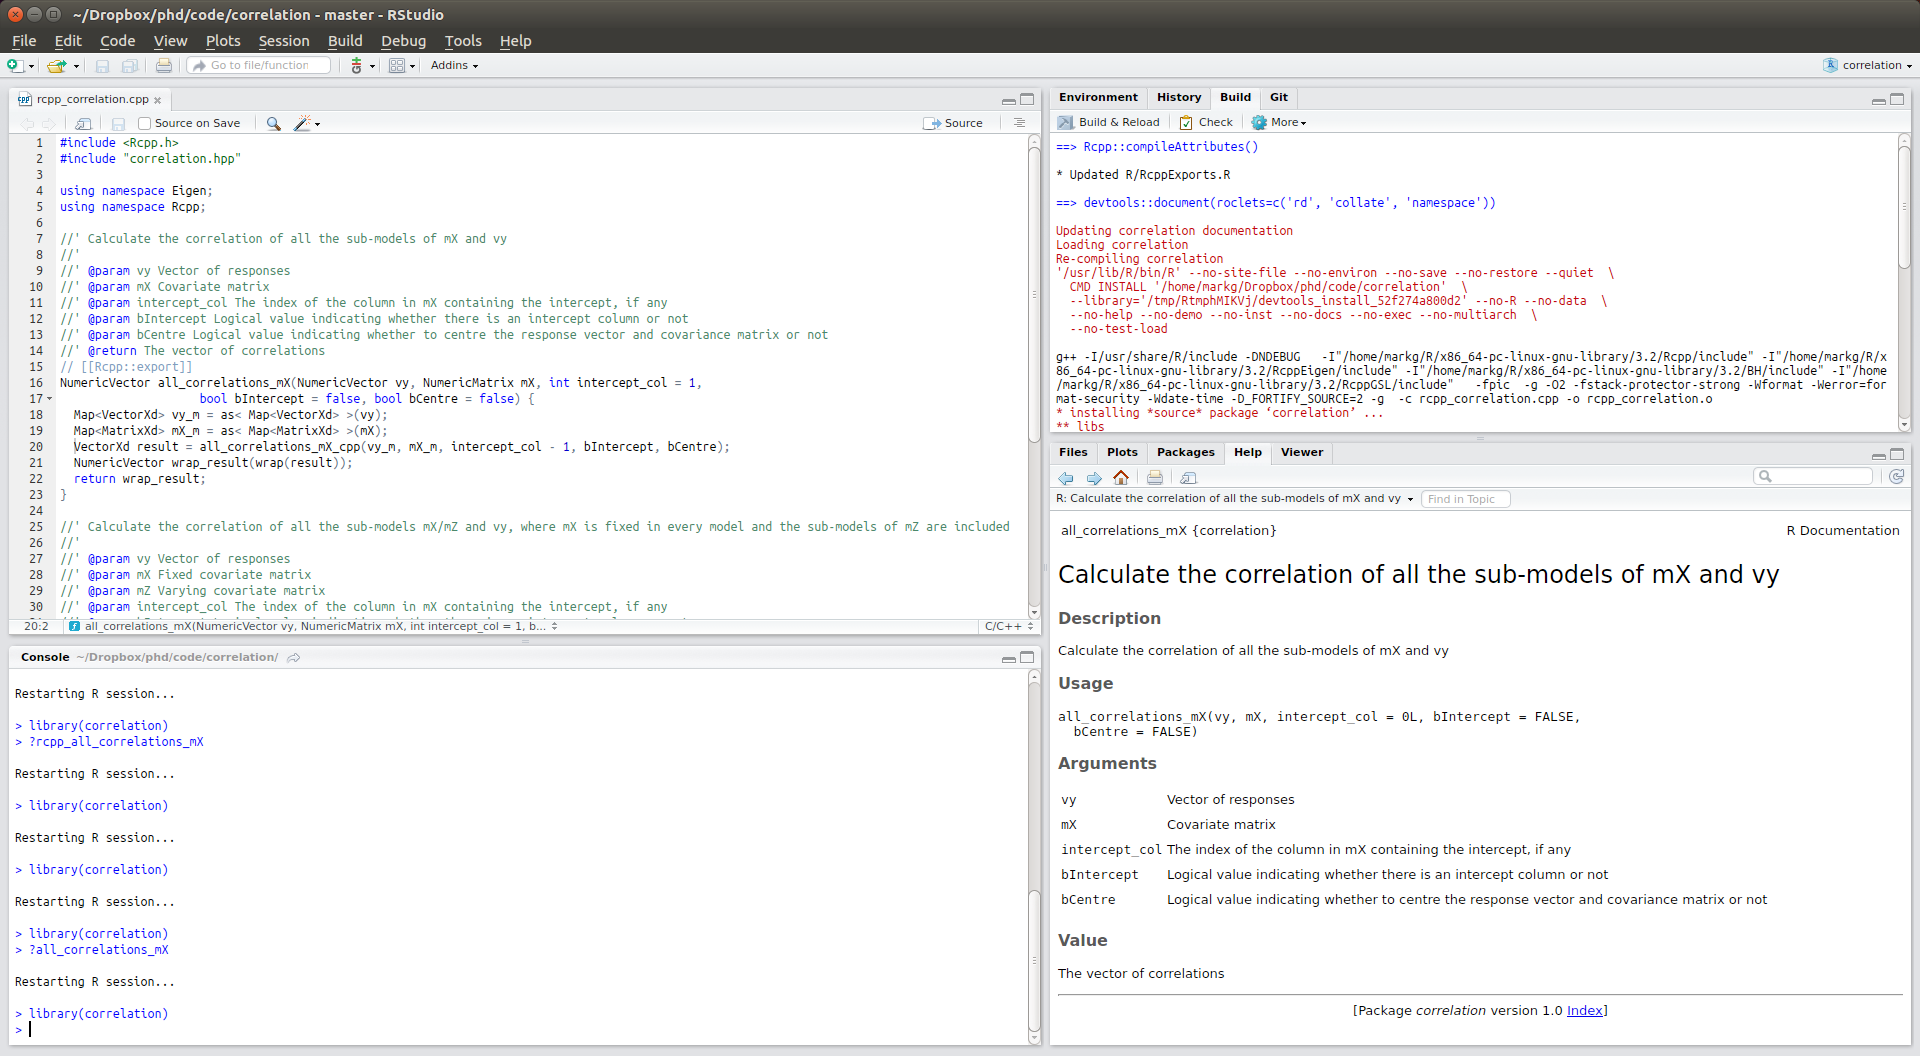 ~/Dropbox/phd/code/correlation - master - RStudio
File Edit Code View Plots Session Build Debug Tools Help
Go to file/function Addins correlation
rcpp_correlation.cpp
Source on Save Source
1 #include <Rcpp.h>
2 #include "correlation.hpp"
3
4 using namespace Eigen;
5 using namespace Rcpp;
6
7 //' Calculate the correlation of all the sub-models of mX and vy
8 //'
9 //' @param vy Vector of responses
10 //' @param mX Covariate matrix
11 //' @param intercept_col The index of the column in mX containing the intercept, if any
12 //' @param bIntercept Logical value indicating whether there is an intercept column or not
13 //' @param bCentre Logical value indicating whether to centre the response vector and covariance matrix or not
14 //' @return The vector of correlations
15 // [[Rcpp::export]]
16 NumericVector all_correlations_mX(NumericVector vy, NumericMatrix mX, int intercept_col = 1,
17 bool bIntercept = false, bool bCentre = false) {
18 Map<VectorXd> vy_m = as< Map<VectorXd> >(vy);
19 Map<MatrixXd> mX_m = as< Map<MatrixXd> >(mX);
20 VectorXd result = all_correlations_mX_cpp(vy_m, mX_m, intercept_col - 1, bIntercept, bCentre);
21 NumericVector wrap_result(wrap(result));
22 return wrap_result;
23 }
24
25 //' Calculate the correlation of all the sub-models mX/mZ and vy, where mX is fixed in every model and the sub-models of mZ are included
26 //'
27 //' @param vy Vector of responses
28 //' @param mX Fixed covariate matrix
29 //' @param mZ Varying covariate matrix
30 //' @param intercept_col The index of the column in mX containing the intercept, if any
20:2 all_correlations_mX(NumericVector vy, NumericMatrix mX, int intercept_col = 1, b... C/C++
Console ~/Dropbox/phd/code/correlation/
Restarting R session...
> library(correlation)
> ?rcpp_all_correlations_mX
Restarting R session...
> library(correlation)
Restarting R session...
> library(correlation)
Restarting R session...
> library(correlation)
> ?all_correlations_mX
Restarting R session...
> library(correlation)
>
Environment History Build Git
Build & Reload Check More
==> Rcpp::compileAttributes()
* Updated R/RcppExports.R
==> devtools::document(roclets=c('rd', 'collate', 'namespace'))
Updating correlation documentation
Loading correlation
Re-compiling correlation
'/usr/lib/R/bin/R' --no-site-file --no-environ --no-save --no-restore --quiet \
CMD INSTALL '/home/markg/Dropbox/phd/code/correlation' \
--library='/tmp/RtmphMIKVj/devtools_install_52f274a800d2' --no-R --no-data \
--no-help --no-demo --no-inst --no-docs --no-exec --no-multiarch \
--no-test-load
g++ -I/usr/share/R/include -DNDEBUG -I"/home/markg/R/x86_64-pc-linux-gnu-library/3.2/Rcpp/include" -I"/home/markg/R/x
86_64-pc-linux-gnu-library/3.2/RcppEigen/include" -I"/home/markg/R/x86_64-pc-linux-gnu-library/3.2/BH/include" -I"/home
/markg/R/x86_64-pc-linux-gnu-library/3.2/RcppGSL/include" -fpic -g -O2 -fstack-protector-strong -Wformat -Werror=for
mat-security -Wdate-time -D_FORTIFY_SOURCE=2 -g -c rcpp_correlation.cpp -o rcpp_correlation.o
* installing *source* package ‘correlation’ ...
** libs
Files Plots Packages Help Viewer
R: Calculate the correlation of all the sub-models of mX and vy Find in Topic
all_correlations_mX {correlation} R Documentation
Calculate the correlation of all the sub-models of mX and vy
Description
Calculate the correlation of all the sub-models of mX and vy
Usage
all_correlations_mX(vy, mX, intercept_col = 0L, bIntercept = FALSE,
bCentre = FALSE)
Arguments
vy Vector of responses
mX Covariate matrix
intercept_col The index of the column in mX containing the intercept, if any
bIntercept Logical value indicating whether there is an intercept column or not
bCentre Logical value indicating whether to centre the response vector and covariance matrix or not
Value
The vector of correlations
[Package correlation version 1.0 Index]